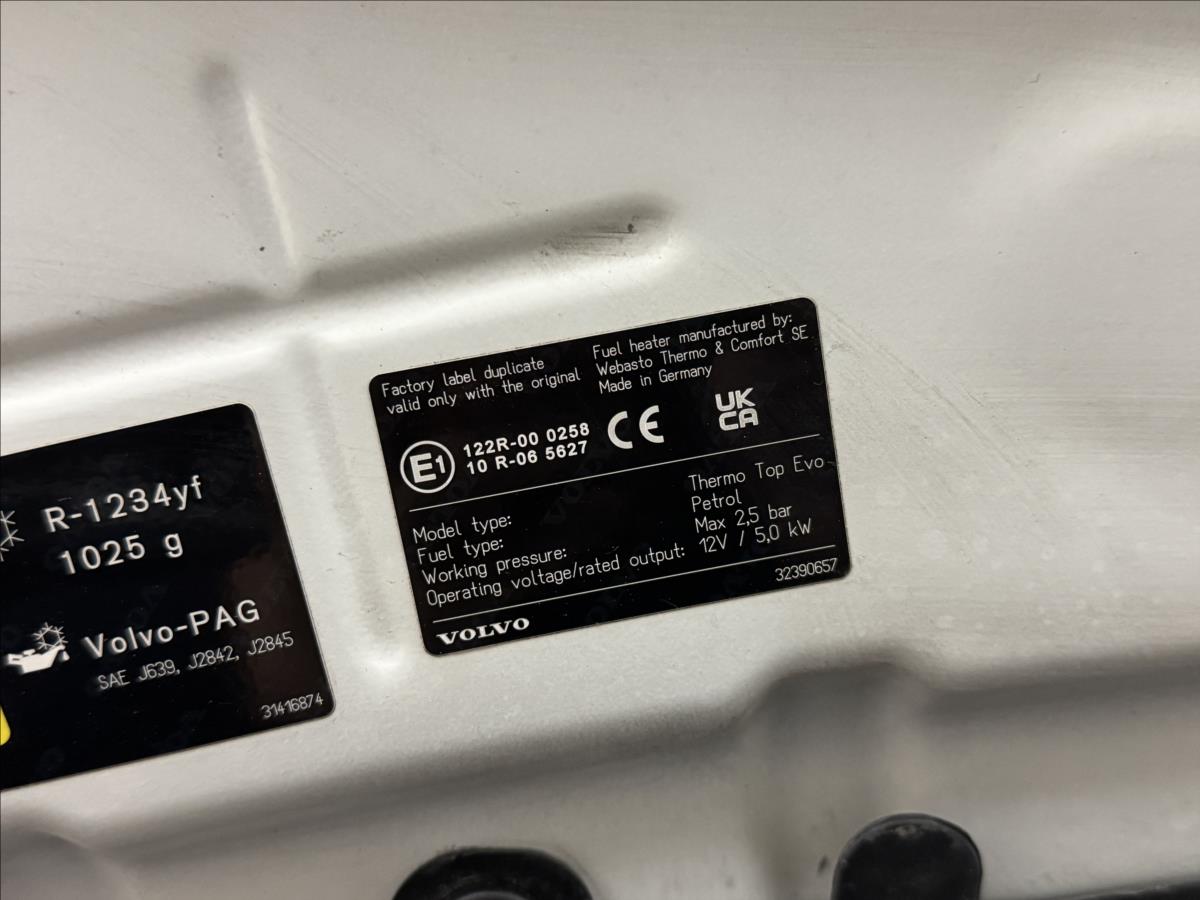 R-1234yf
1025 g
Volvo-PAG
SAE J639, J2842, J2845
31416874
Factory label duplicate
valid only with the original
Fuel heater manufactured by:
Webasto Thermo & Comfort SE
Made in Germany
E1
122R-00 0258
10 R-06 5627
CE
UK
CA
Model type: Thermo Top Evo
Fuel type: Petrol
Working pressure: Max 2,5 bar
Operating voltage/rated output: 12V / 5,0 kW
32390657
VOLVO